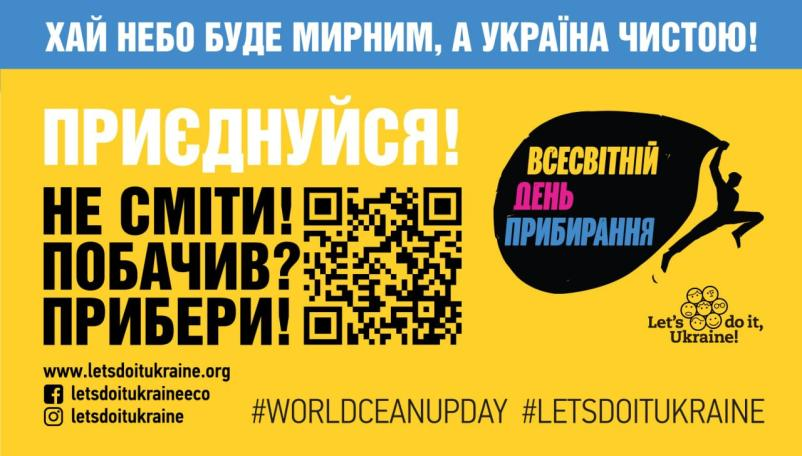 ХАЙ НЕБО БУДЕ МИРНИМ, А УКРАЇНА ЧИСТОЮ!
ПРИЄДНУЙСЯ!
НЕ СМІТИ!
ПОБАЧИВ?
ПРИБЕРИ!
ВСЕСВІТНІЙ
ДЕНЬ
ПРИБИРАННЯ
Let's do it,
Ukraine!
www.letsdoitukraine.org
letsdoitukraineeco
letsdoitukraine
#WORLDCEANUPDAY #LETSDOITUKRAINE